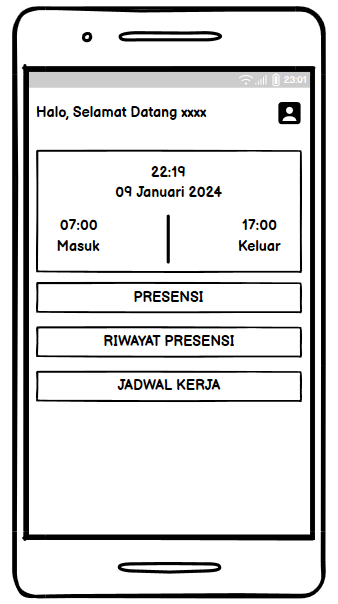 23:01
Halo, Selamat Datang xxxx
22:19
09 Januari 2024
07:00 17:00
Masuk Keluar
PRESENSI
RIWAYAT PRESENSI
JADWAL KERJA